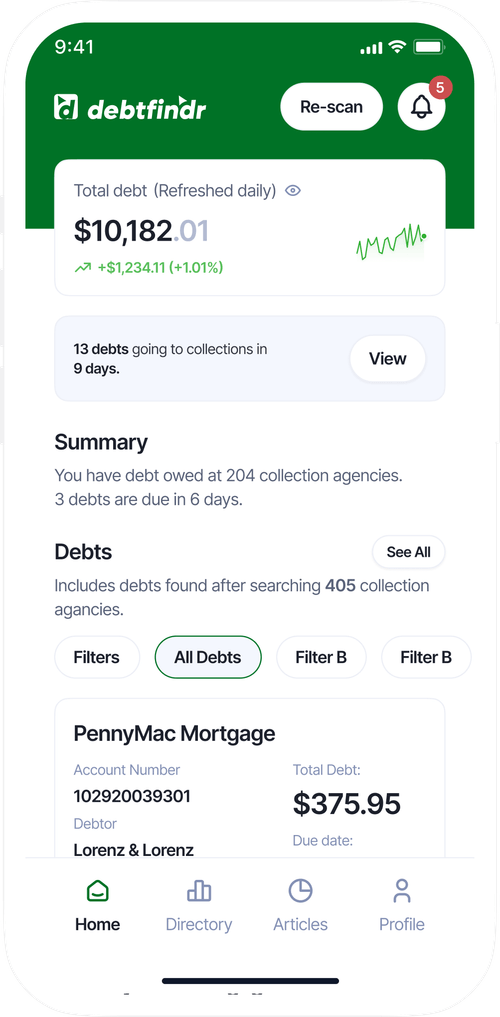 9:41
debtfindr
Re-scan
5
Total debt (Refreshed daily)
$10,182.01
+$1,234.11 (+1.01%)
13 debts going to collections in
9 days.
View
Summary
You have debt owed at 204 collection agencies.
3 debts are due in 6 days.
Debts
See All
Includes debts found after searching 405 collection
agancies.
Filters
All Debts
Filter B
Filter B
PennyMac Mortgage
Account Number
102920039301
Debtor
Lorenz & Lorenz
Total Debt:
$375.95
Due date:
Home
Directory
Articles
Profile